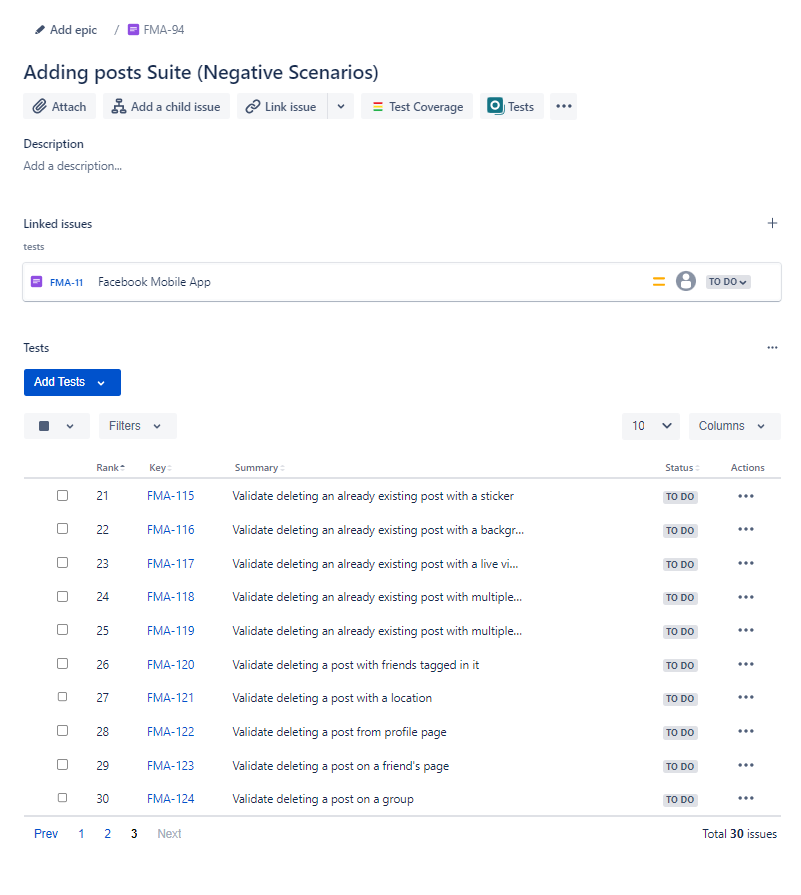 Add epic / FMA-94
Adding posts Suite (Negative Scenarios)
Attach Add a child issue Link issue Test Coverage Tests
Description
Add a description...
Linked issues
tests
FMA-11 Facebook Mobile App TO DO
Tests
Add Tests
Filters 10 Columns
Rank Key Summary Status Actions
21 FMA-115 Validate deleting an already existing post with a sticker TO DO
22 FMA-116 Validate deleting an already existing post with a backgr... TO DO
23 FMA-117 Validate deleting an already existing post with a live vi... TO DO
24 FMA-118 Validate deleting an already existing post with multiple... TO DO
25 FMA-119 Validate deleting an already existing post with multiple... TO DO
26 FMA-120 Validate deleting a post with friends tagged in it TO DO
27 FMA-121 Validate deleting a post with a location TO DO
28 FMA-122 Validate deleting a post from profile page TO DO
29 FMA-123 Validate deleting a post on a friend's page TO DO
30 FMA-124 Validate deleting a post on a group TO DO
Prev 1 2 3 Next Total 30 issues